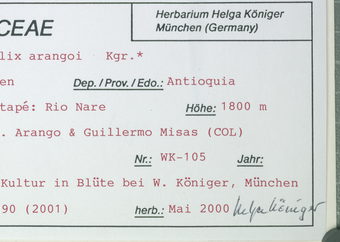 Herbarium Helga Königer
CEAE München (Germany)
lix arangoi Kgr.*
en Dep./Prov./Edo.: Antioquia
tapé: Rio Nare Höhe: 1800 m
. Arango & Guillermo Misas (COL)
Nr.: WK-105 Jahr:
Kultur in Blüte bei W. Königer, München
90 (2001) herb.: Mai 2000 Helga Königer